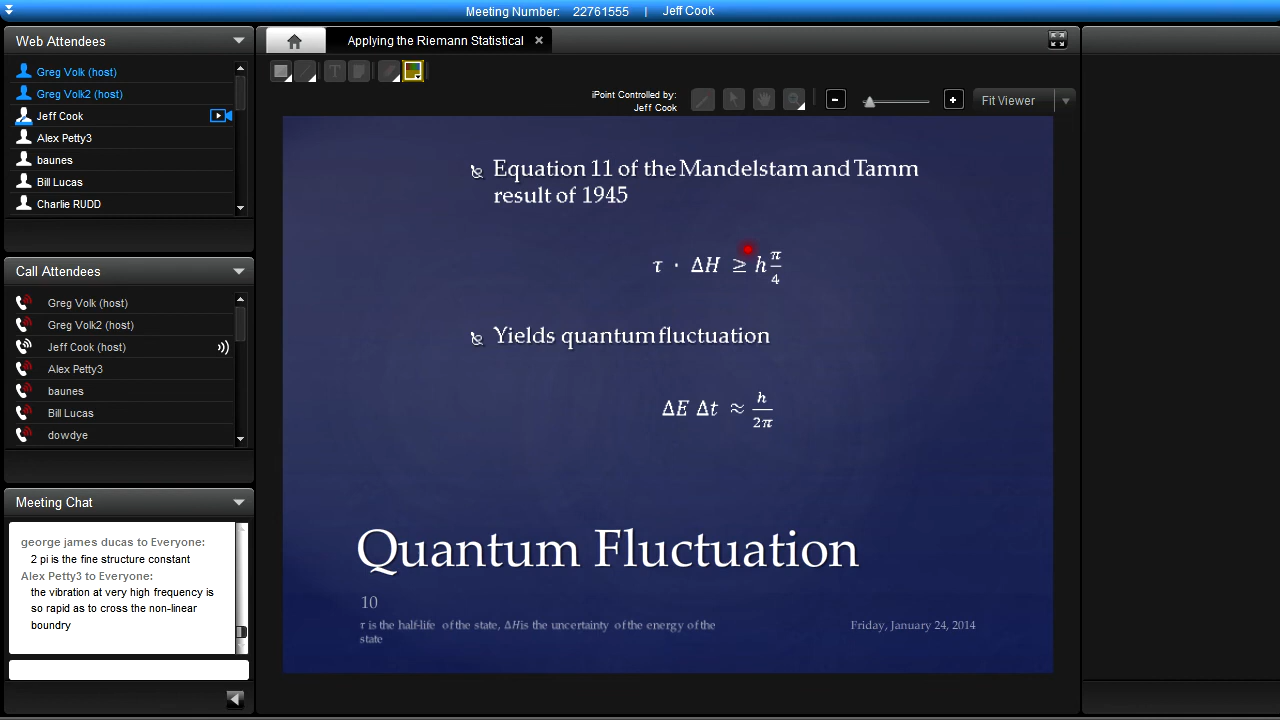 Meeting Number: 22761555 | Jeff Cook
Web Attendees
Greg Volk (host)
Greg Volk2 (host)
Jeff Cook
Alex Petty3
baunes
Bill Lucas
Charlie RUDD
Call Attendees
Greg Volk (host)
Greg Volk2 (host)
Jeff Cook (host)
Alex Petty3
baunes
Bill Lucas
dowdye
Meeting Chat
george james ducas to Everyone:
2 pi is the fine structure constant
Alex Petty3 to Everyone:
the vibration at very high frequency is
so rapid as to cross the non-linear
boundry
Applying the Riemann Statistical
iPoint Controlled by:
Jeff Cook
Fit Viewer
Equation 11 of the Mandelstam and Tamm
result of 1945
τ · ΔH ≥ h π/4
Yields quantum fluctuation
ΔE Δt ≈ h/2π
Quantum Fluctuation
10
τ is the half-life of the state, ΔH is the uncertainty of the energy of the
state
Friday, January 24, 2014